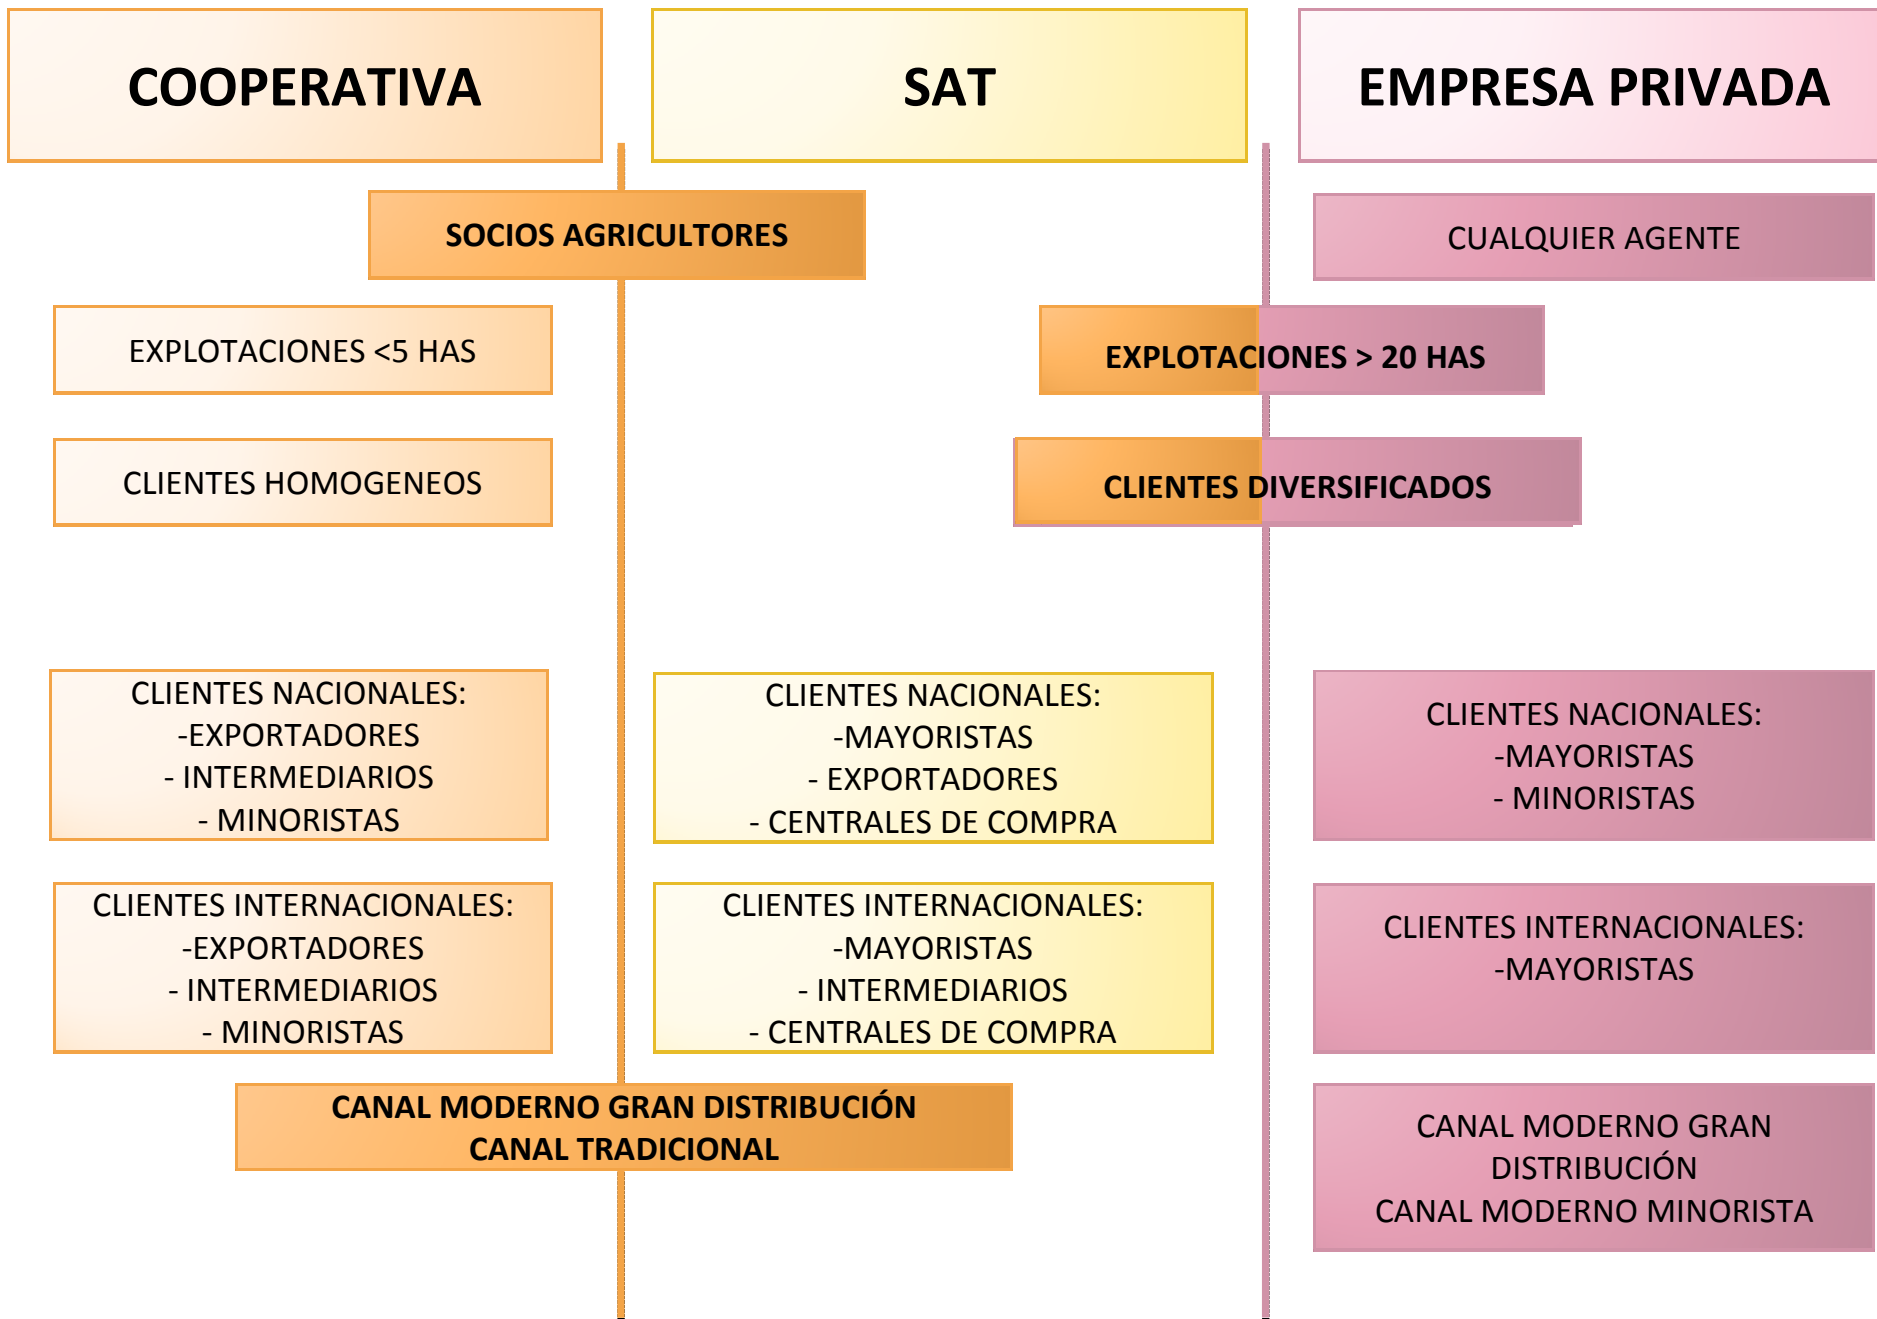 COOPERATIVA
SAT
EMPRESA PRIVADA
SOCIOS AGRICULTORES
CUALQUIER AGENTE
EXPLOTACIONES <5 HAS
EXPLOTACIONES > 20 HAS
CLIENTES HOMOGENEOS
CLIENTES DIVERSIFICADOS
CLIENTES NACIONALES:
-EXPORTADORES
- INTERMEDIARIOS
- MINORISTAS
CLIENTES NACIONALES:
-MAYORISTAS
- EXPORTADORES
- CENTRALES DE COMPRA
CLIENTES NACIONALES:
-MAYORISTAS
- MINORISTAS
CLIENTES INTERNACIONALES:
-EXPORTADORES
- INTERMEDIARIOS
- MINORISTAS
CLIENTES INTERNACIONALES:
-MAYORISTAS
- INTERMEDIARIOS
- CENTRALES DE COMPRA
CLIENTES INTERNACIONALES:
-MAYORISTAS
CANAL MODERNO GRAN DISTRIBUCIÓN
CANAL TRADICIONAL
CANAL MODERNO GRAN
DISTRIBUCIÓN
CANAL MODERNO MINORISTA